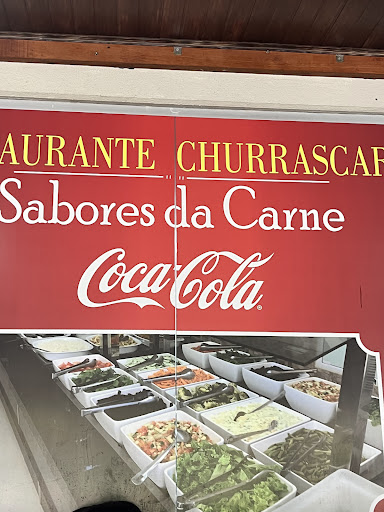 AURANTE CHURRASCAR
Sabores da Carne
Coca-Cola